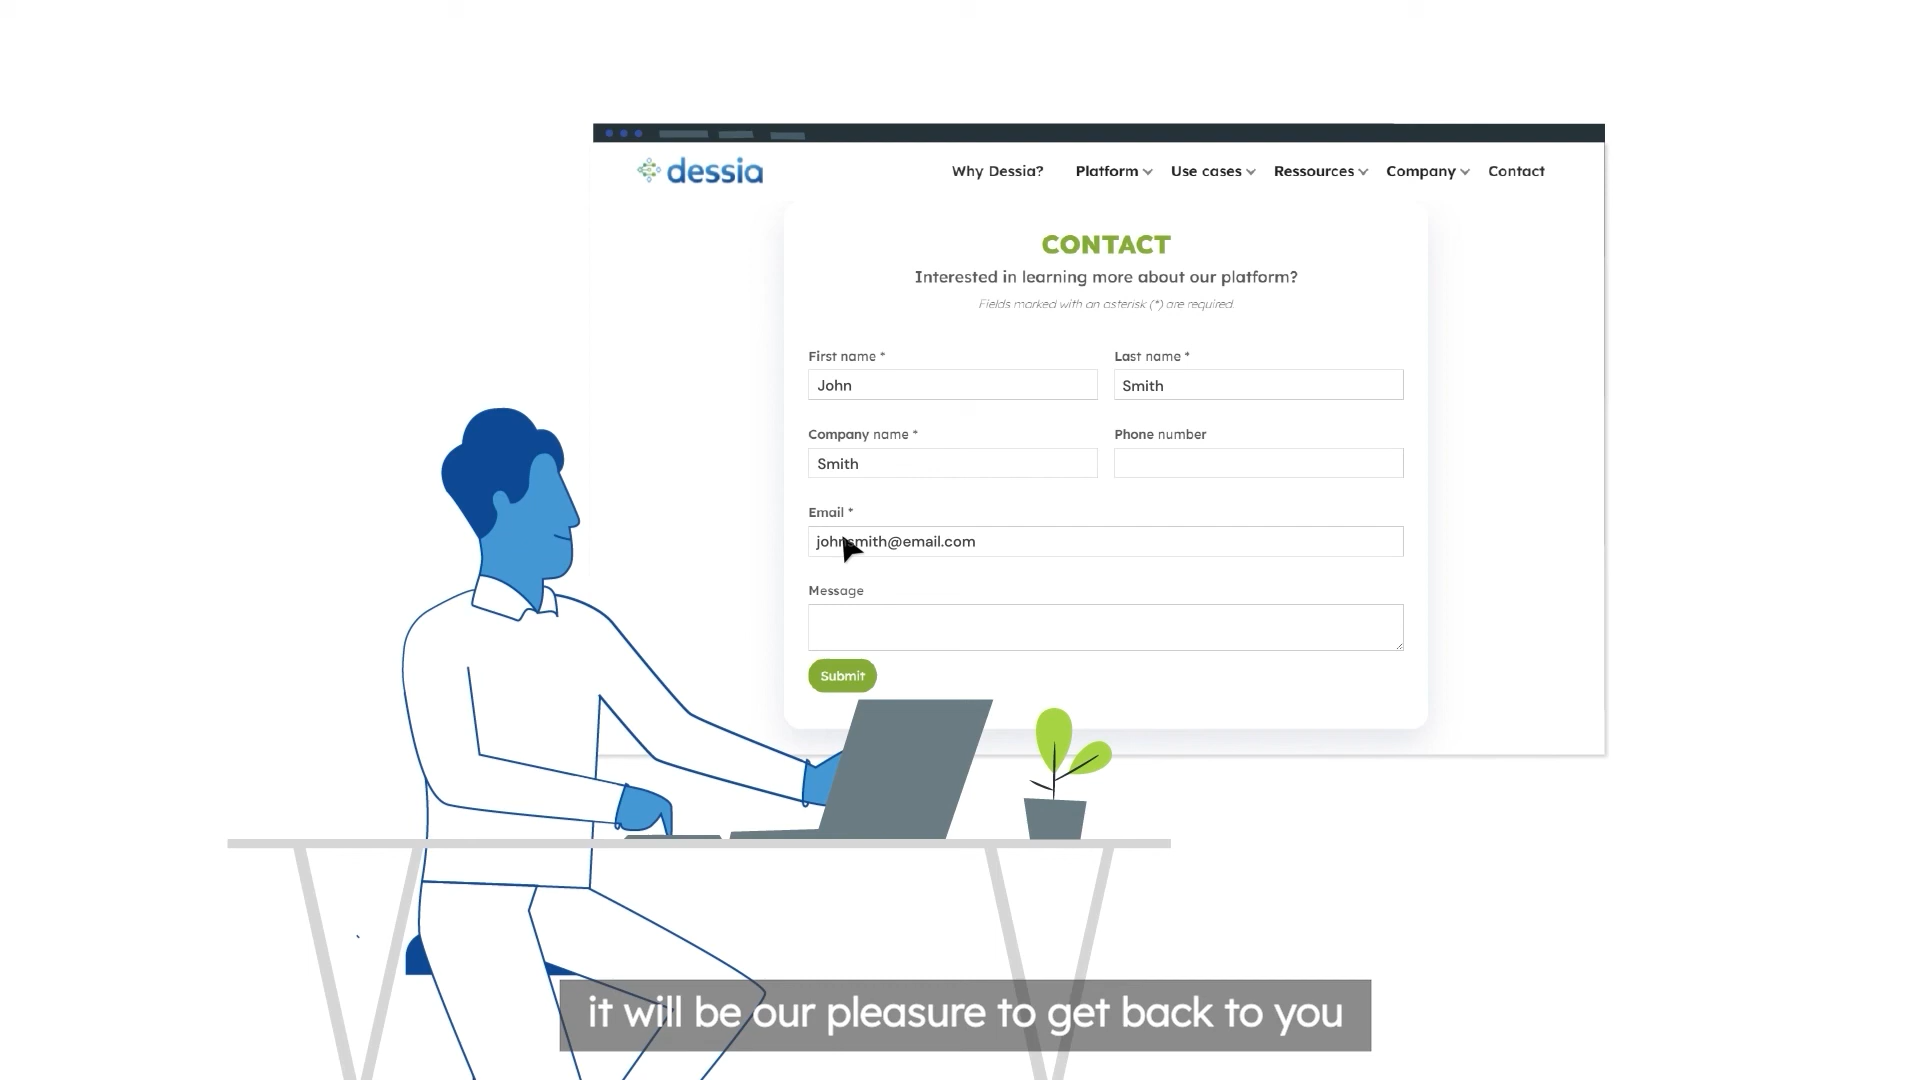 dessia
Why Dessia? Platform Use cases Ressources Company Contact
CONTACT
Interested in learning more about our platform?
Fields marked with an asterisk (*) are required.
First name * Last name *
John Smith
Company name * Phone number
Smith
Email *
johnsmith@email.com
Message
Submit
it will be our pleasure to get back to you